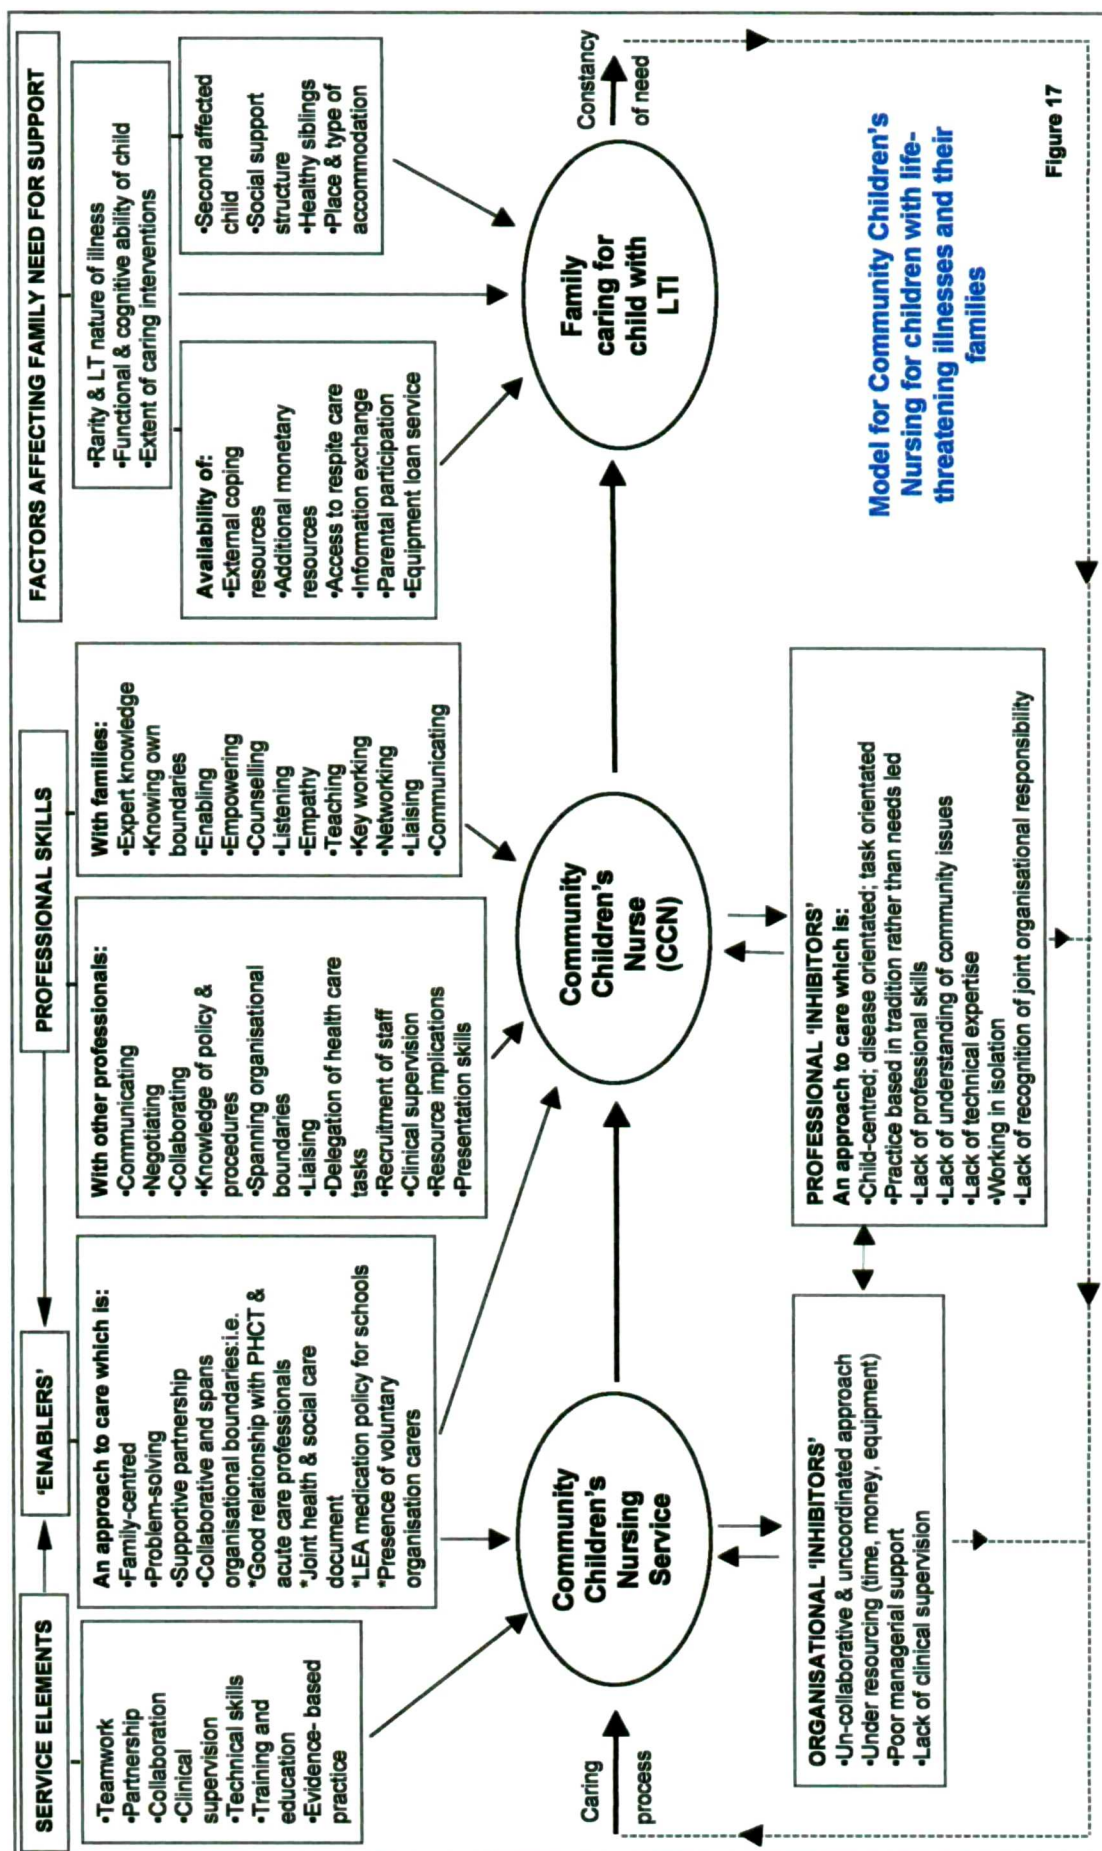 SERVICE ELEMENTS
'ENABLERS'
PROFESSIONAL SKILLS
FACTORS AFFECTING FAMILY NEED FOR SUPPORT
•Teamwork
•Partnership
•Collaboration
•Clinical
supervision
•Technical skills
•Training and
education
•Evidence- based
practice
An approach to care which is:
•Family-centred
•Problem-solving
•Supportive partnership
•Collaborative and spans
organisational boundaries:i.e.
*Good relationship with PHCT &
acute care professionals
*Joint health & social care
document
*LEA medication policy for schools
*Presence of voluntary
organisation carers
With other professionals:
•Communicating
•Negotiating
•Collaborating
•Knowledge of policy &
procedures
•Spanning organisational
boundaries
•Liaising
•Delegation of health care
tasks
•Recruitment of staff
•Clinical supervision
•Resource implications
•Presentation skills
With families:
•Expert knowledge
•Knowing own
boundaries
•Enabling
•Empowering
•Counselling
•Listening
•Empathy
•Teaching
•Key working
•Networking
•Liaising
•Communicating
•Rarity & LT nature of illness
•Functional & cognitive ability of child
•Extent of caring interventions
Availability of:
•External coping
resources
•Additional monetary
resources
•Access to respite care
•Information exchange
•Parental participation
•Equipment loan service
•Second affected
child
•Social support
structure
•Healthy siblings
•Place & type of
accommodation
Caring
process
Community
Children's
Nursing
Service
Community
Children's
Nurse
(CCN)
Family
caring for
child with
LTI
Constancy
of need
ORGANISATIONAL 'INHIBITORS'
•Un-collaborative & uncoordinated approach
•Under resourcing (time, money, equipment)
•Poor managerial support
•Lack of clinical supervision
PROFESSIONAL 'INHIBITORS'
An approach to care which is:
•Child-centred; disease orientated; task orientated
•Practice based in tradition rather than needs led
•Lack of professional skills
•Lack of understanding of community issues
•Lack of technical expertise
•Working in isolation
•Lack of recognition of joint organisational responsibility
Model for Community Children's
Nursing for children with life-
threatening illnesses and their
families
Figure 17